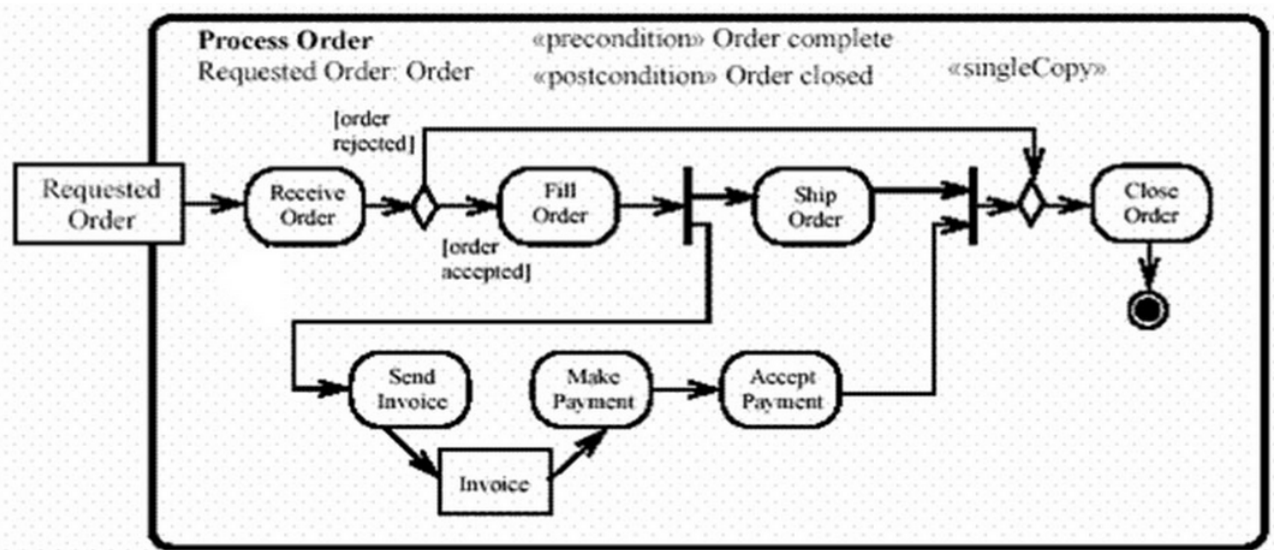 Process Order
«precondition» Order complete
Requested Order: Order
«postcondition» Order closed
«singleCopy»
[order
rejected]
Requested
Order
Receive
Order
Fill
Order
Ship
Order
Close
Order
[order
accepted]
Send
Invoice
Make
Payment
Accept
Payment
Invoice